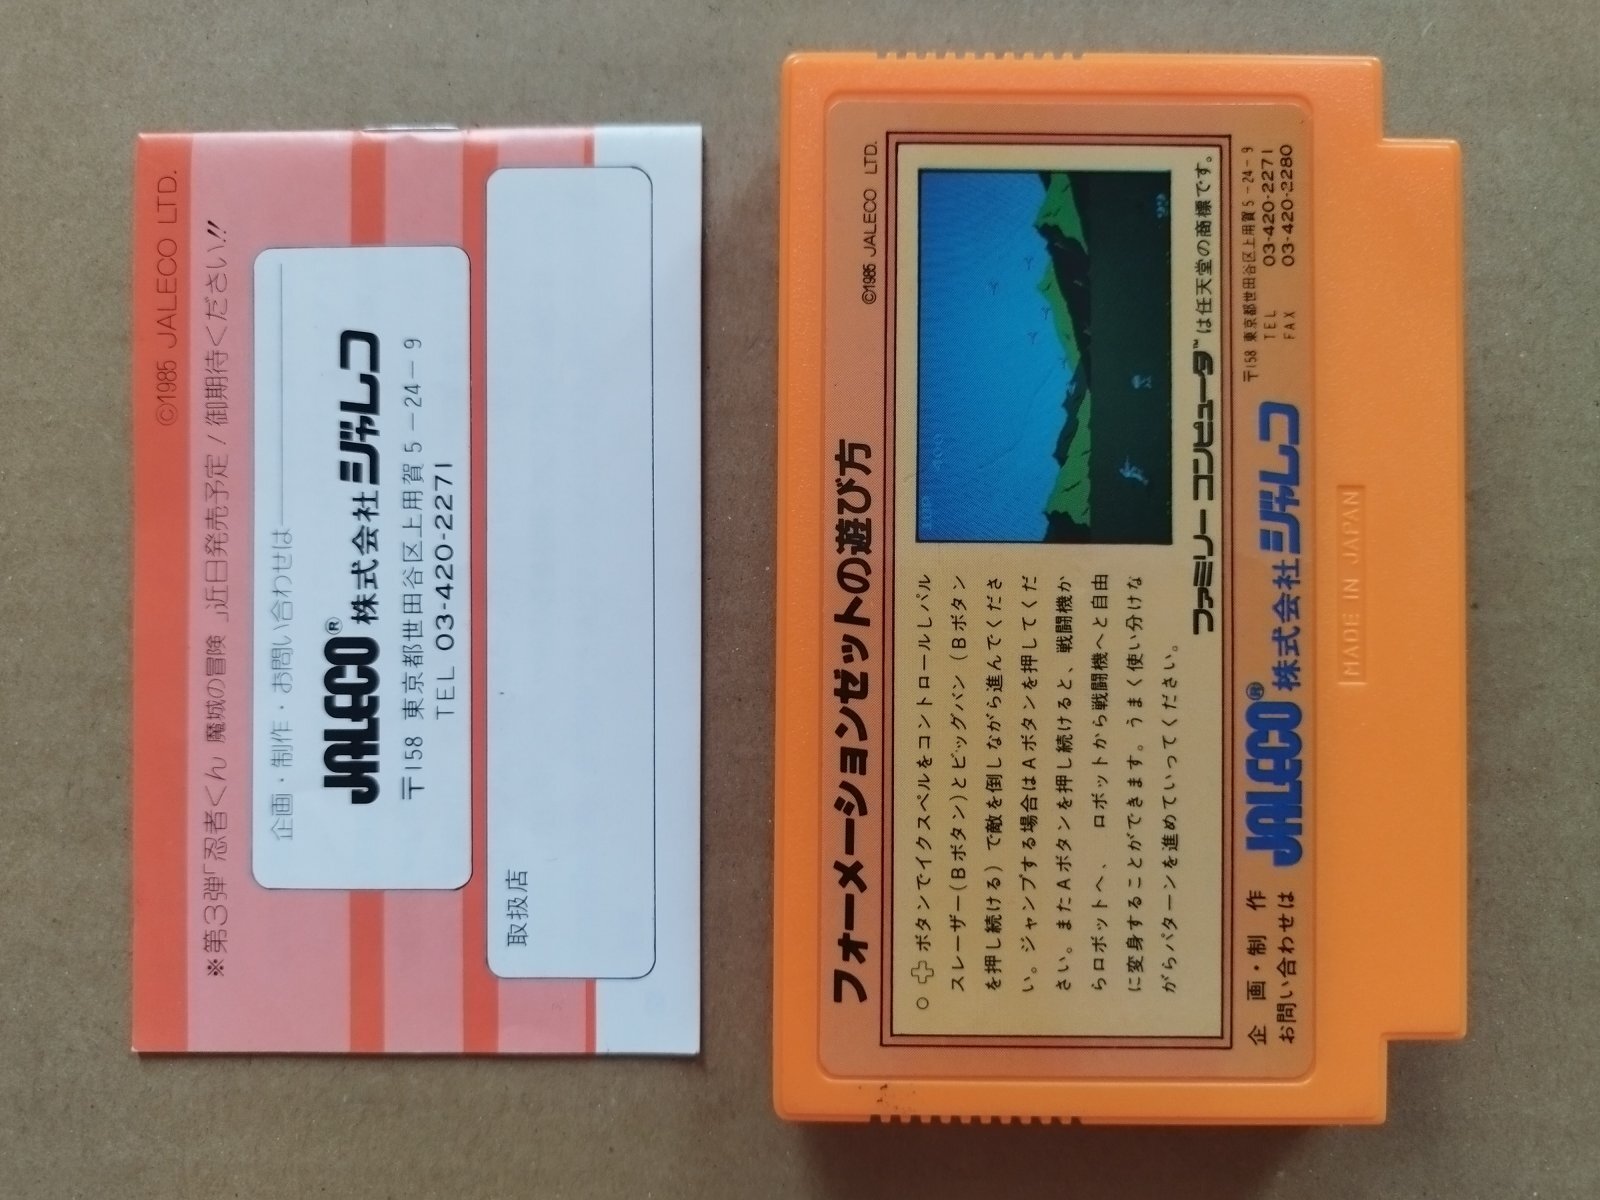 ©1985 JALECO LTD.
※第3弾「忍者くん 魔城の冒険」近日発売予定/御期待ください!!
企画・制作・お問い合わせは
JALECO® 株式会社ジャレコ
〒158 東京都世田谷区上用賀5-24-9
TEL 03-420-2271
取扱店
フォーメーションゼットの遊び方
©1985 JALECO LTD.
○✚ボタンでイクスペルをコントロールしパル
スレーザー(Bボタン)とビッグバン(Bボタン
を押し続ける)で敵を倒しながら進んでくださ
い。ジャンプする場合はAボタンを押してくだ
さい。またAボタンを押し続けると、戦闘機か
らロボットへ、ロボットから戦闘機へと自由
に変身することができます。うまく使い分けな
がらパターンを進めていってください。
ファミリー コンピュータ™は任天堂の商標です。
企画・制作
お問い合わせは
JALECO® 株式会社ジャレコ
〒158 東京都世田谷区上用賀5-24-9
TEL 03-420-2271
FAX 03-420-2280
MADE IN JAPAN